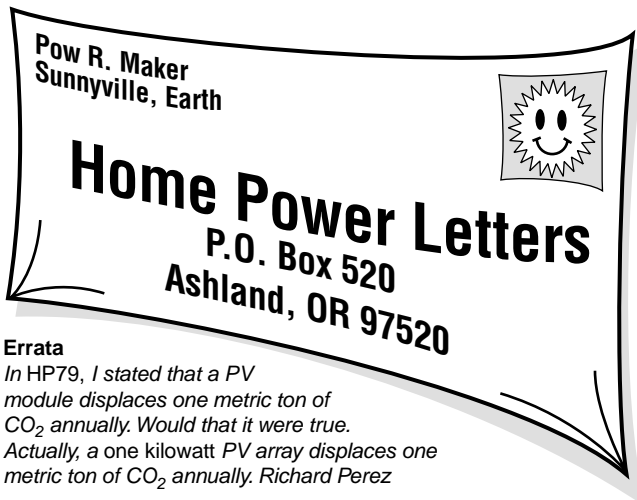 Pow R. Maker
Sunnyville, Earth
Home Power Letters
P.O. Box 520
Ashland, OR 97520
Errata
In HP79, I stated that a PV
module displaces one metric ton of
CO₂ annually. Would that it were true.
Actually, a one kilowatt PV array displaces one
metric ton of CO₂ annually. Richard Perez